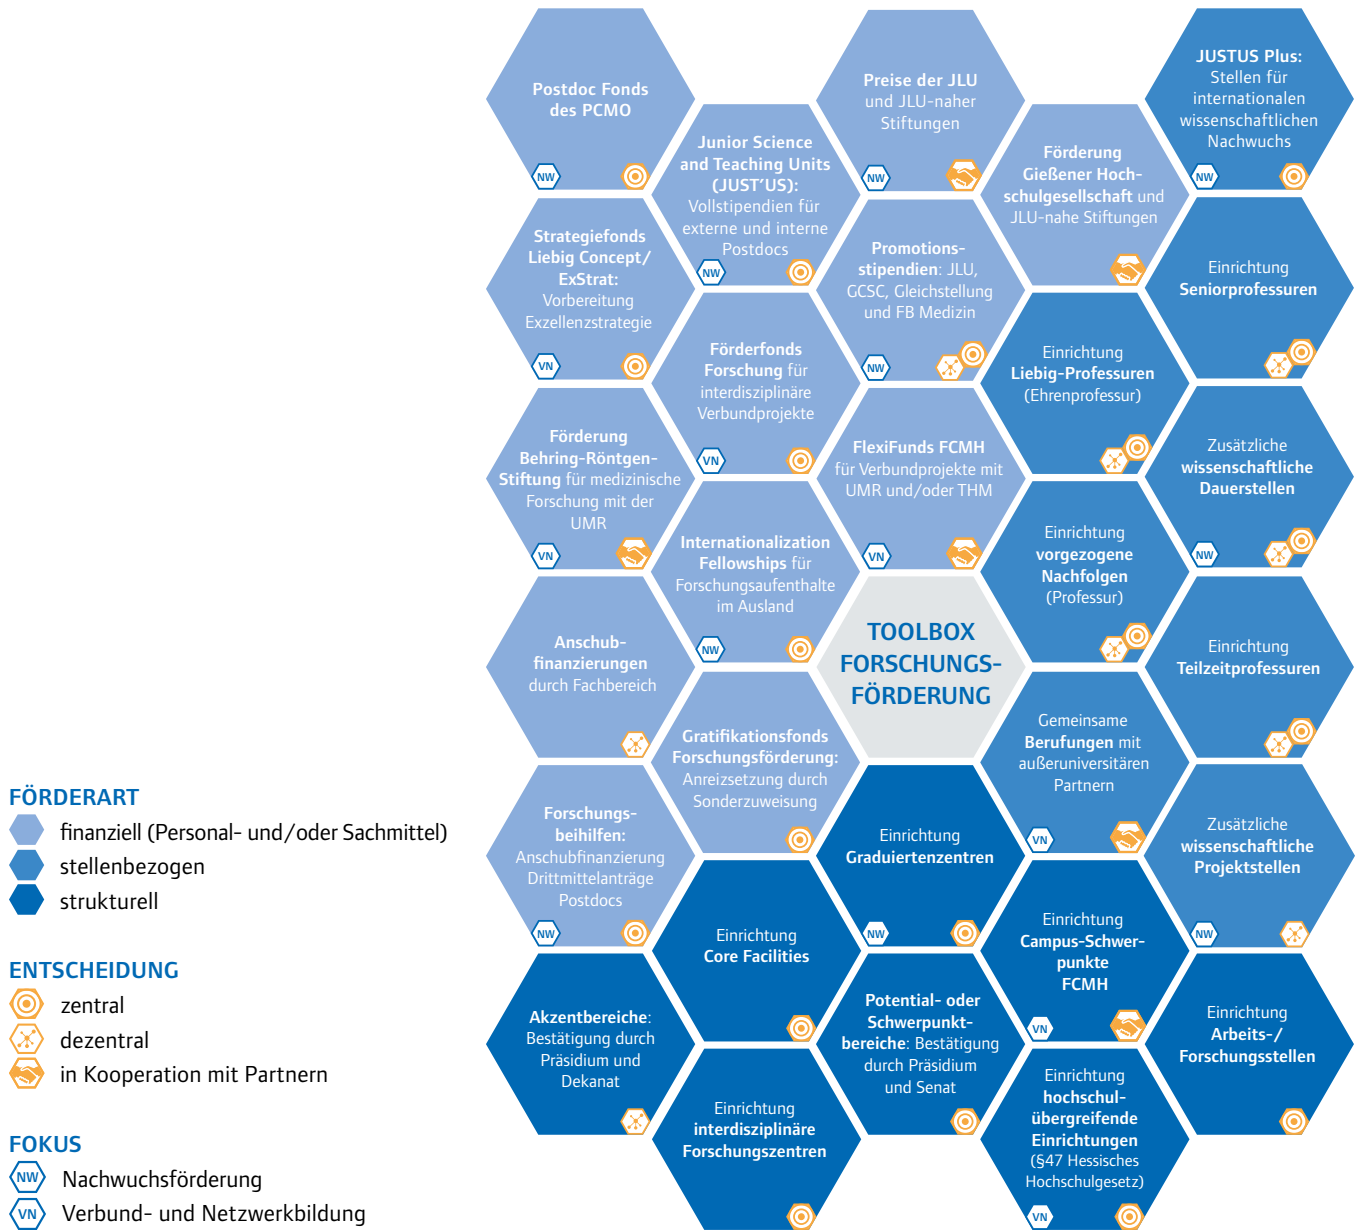 Postdoc Fonds
des PCMO
NW
Junior Science
and Teaching Units
(JUST’US):
Vollstipendien für
externe und interne
Postdocs
NW
Preise der JLU
und JLU-naher
Stiftungen
NW
Förderung
Gießener Hoch-
schulgesellschaft und
JLU-nahe Stiftungen
JUSTUS Plus:
Stellen für
internationalen
wissenschaftlichen
Nachwuchs
NW
Strategiefonds
Liebig Concept/
ExStrat:
Vorbereitung
Exzellenzstrategie
VN
Förderfonds
Forschung für
interdisziplinäre
Verbundprojekte
VN
Promotions-
stipendien: JLU,
GCSC, Gleichstellung
und FB Medizin
NW
Einrichtung
Liebig-Professuren
(Ehrenprofessur)
Einrichtung
Seniorprofessuren
Förderung
Behring-Röntgen-
Stiftung für medizinische
Forschung mit der
UMR
VN
Internationalization
Fellowships für
Forschungsaufenthalte
im Ausland
NW
FlexiFunds FCMH
für Verbundprojekte mit
UMR und/oder THM
VN
Einrichtung
vorgezogene
Nachfolgen
(Professur)
Zusätzliche
wissenschaftliche
Dauerstellen
NW
Anschub-
finanzierungen
durch Fachbereich
Gratifikationsfonds
Forschungsförderung:
Anreizsetzung durch
Sonderzuweisung
TOOLBOX
FORSCHUNGS-
FÖRDERUNG
Gemeinsame
Berufungen mit
außeruniversitären
Partnern
VN
Einrichtung
Teilzeitprofessuren
Forschungs-
beihilfen:
Anschubfinanzierung
Drittmittelanträge
Postdocs
NW
Einrichtung
Core Facilities
Einrichtung
Graduiertenzentren
NW
Einrichtung
Campus-Schwer-
punkte
FCMH
VN
Zusätzliche
wissenschaftliche
Projektstellen
NW
Akzentbereiche:
Bestätigung durch
Präsidium und
Dekanat
Einrichtung
interdisziplinäre
Forschungszentren
Potential- oder
Schwerpunkt-
bereiche: Bestätigung
durch Präsidium
und Senat
Einrichtung
hochschul-
übergreifende
Einrichtungen
(§47 Hessisches
Hochschulgesetz)
VN
Einrichtung
Arbeits-/
Forschungsstellen
FÖRDERART
finanziell (Personal- und/oder Sachmittel)
stellenbezogen
strukturell
ENTSCHEIDUNG
zentral
dezentral
in Kooperation mit Partnern
FOKUS
NW Nachwuchsförderung
VN Verbund- und Netzwerkbildung